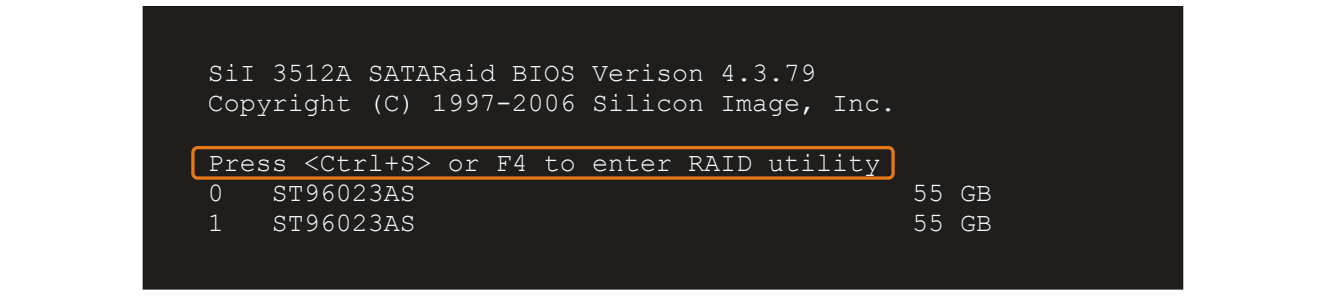 SiI 3512A SATARaid BIOS Verison 4.3.79
Copyright (C) 1997-2006 Silicon Image, Inc.
Press <Ctrl+S> or F4 to enter RAID utility
0 ST96023AS 55 GB
1 ST96023AS 55 GB